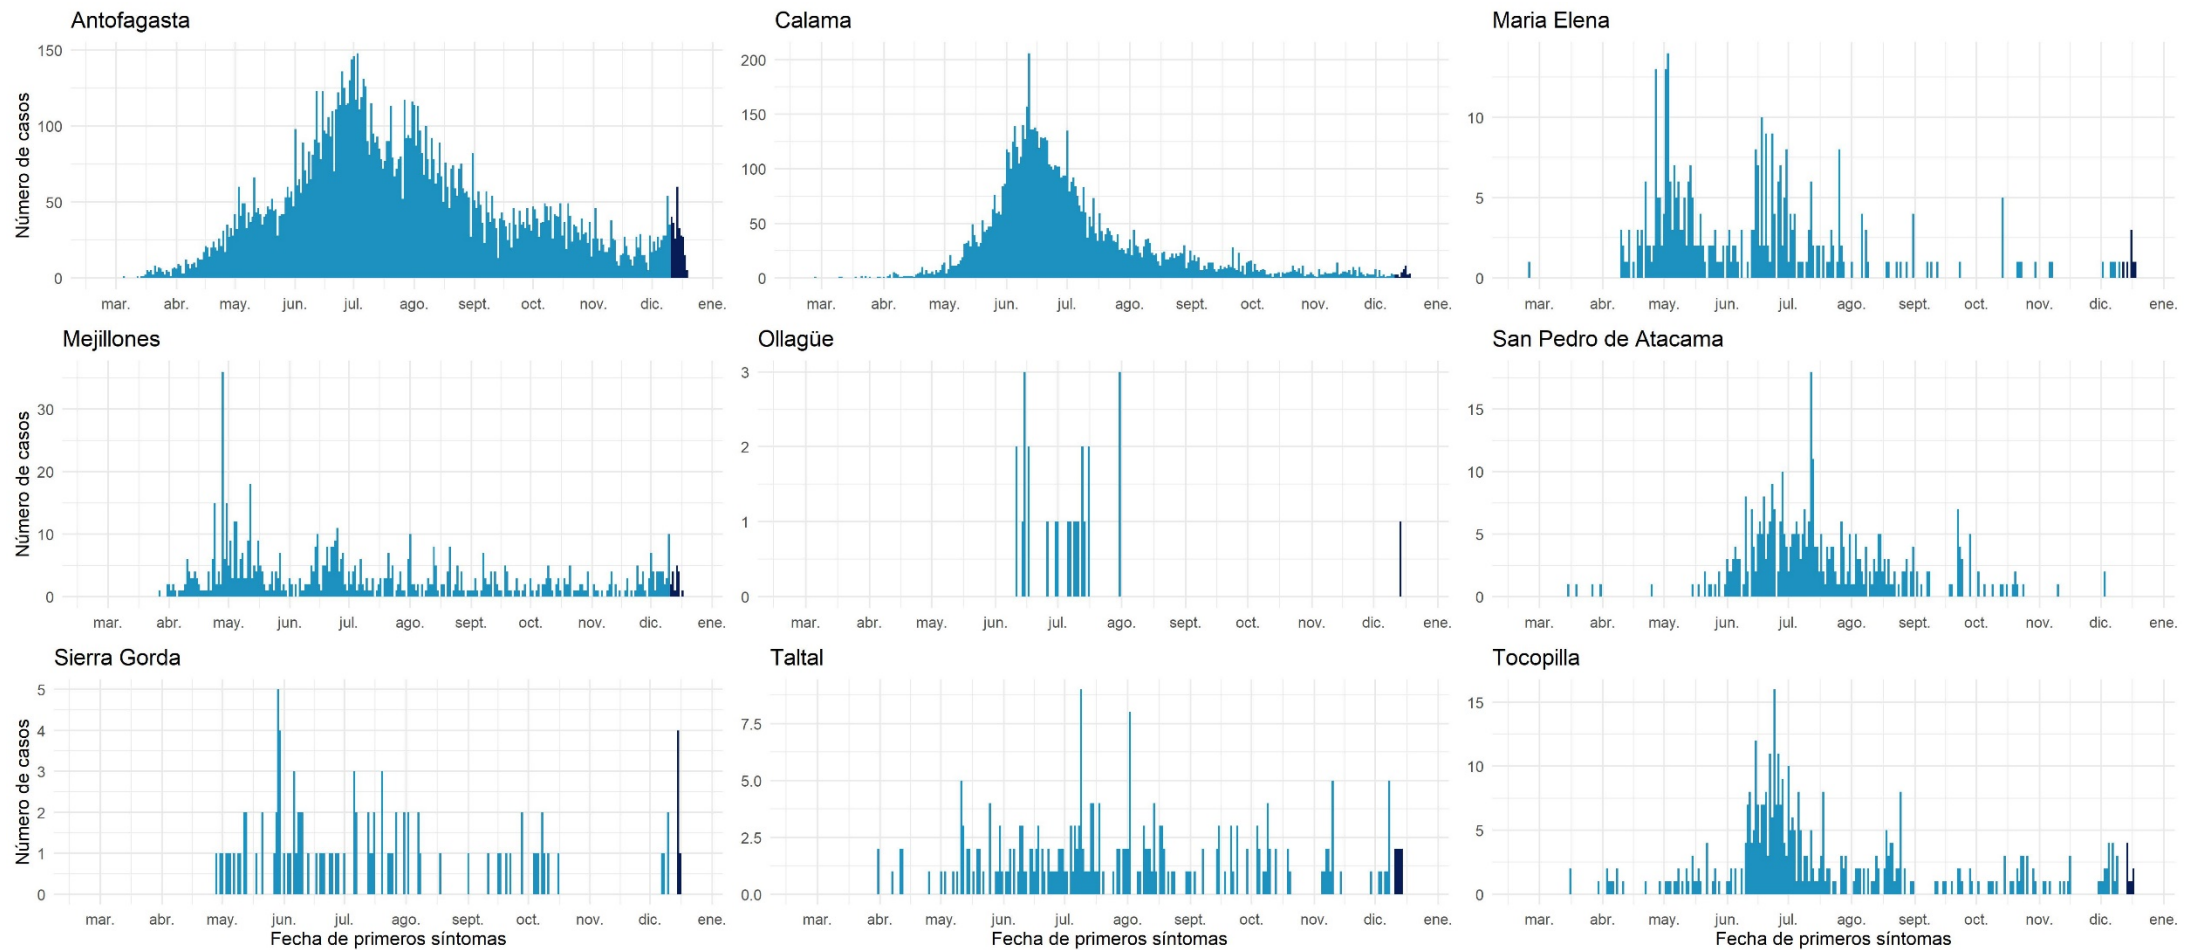 Antofagasta
Número de casos
150
100
50
0
mar. abr. may. jun. jul. ago. sept. oct. nov. dic. ene.
Calama
200
150
100
50
0
mar. abr. may. jun. jul. ago. sept. oct. nov. dic. ene.
Maria Elena
10
5
0
mar. abr. may. jun. jul. ago. sept. oct. nov. dic. ene.
Mejillones
Número de casos
30
20
10
0
mar. abr. may. jun. jul. ago. sept. oct. nov. dic. ene.
Ollagüe
3
2
1
0
mar. abr. may. jun. jul. ago. sept. oct. nov. dic. ene.
San Pedro de Atacama
15
10
5
0
mar. abr. may. jun. jul. ago. sept. oct. nov. dic. ene.
Sierra Gorda
Número de casos
5
4
3
2
1
0
mar. abr. may. jun. jul. ago. sept. oct. nov. dic. ene.
Fecha de primeros síntomas
Taltal
7.5
5.0
2.5
0.0
mar. abr. may. jun. jul. ago. sept. oct. nov. dic. ene.
Fecha de primeros síntomas
Tocopilla
15
10
5
0
mar. abr. may. jun. jul. ago. sept. oct. nov. dic. ene.
Fecha de primeros síntomas